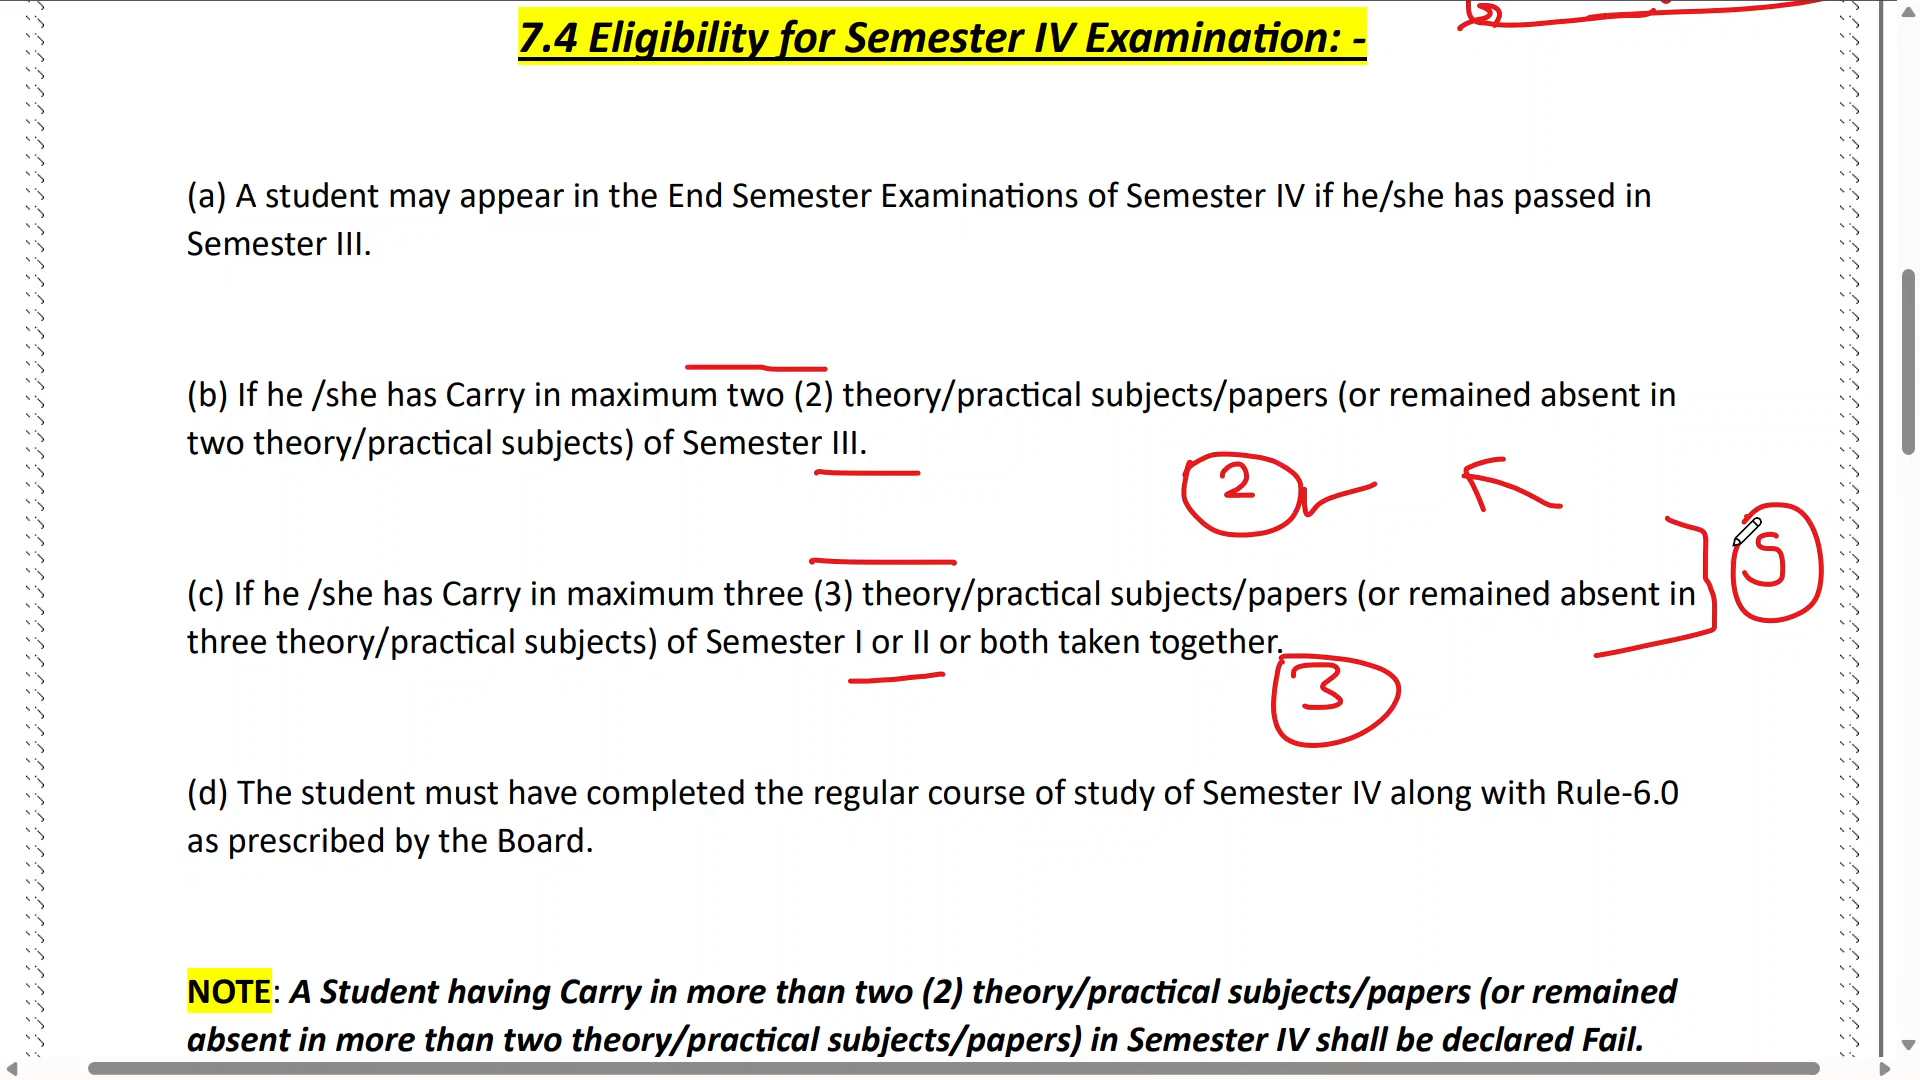 7.4 Eligibility for Semester IV Examination: -
(a) A student may appear in the End Semester Examinations of Semester IV if he/she has passed in
Semester III.
(b) If he /she has Carry in maximum two (2) theory/practical subjects/papers (or remained absent in
two theory/practical subjects) of Semester III.
2
5
(c) If he /she has Carry in maximum three (3) theory/practical subjects/papers (or remained absent in
three theory/practical subjects) of Semester I or II or both taken together.
3
(d) The student must have completed the regular course of study of Semester IV along with Rule-6.0
as prescribed by the Board.
NOTE: A Student having Carry in more than two (2) theory/practical subjects/papers (or remained
absent in more than two theory/practical subjects/papers) in Semester IV shall be declared Fail.